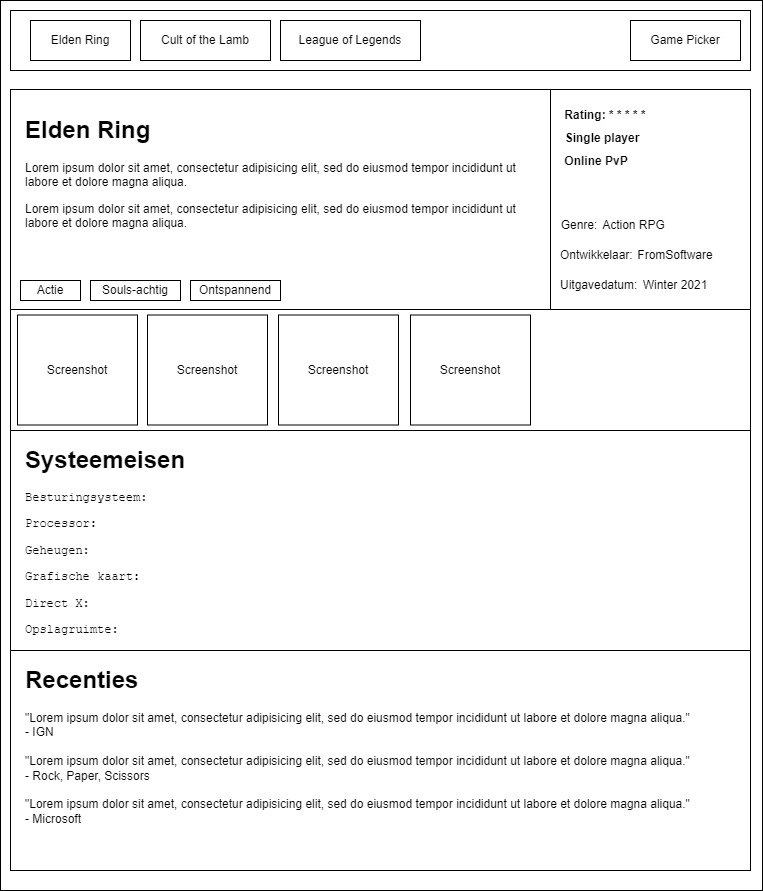 Elden Ring
Cult of the Lamb
League of Legends
Game Picker
Elden Ring
Lorem ipsum dolor sit amet, consectetur adipisicing elit, sed do eiusmod tempor incididunt ut
labore et dolore magna aliqua.
Lorem ipsum dolor sit amet, consectetur adipisicing elit, sed do eiusmod tempor incididunt ut
labore et dolore magna aliqua.
Actie
Souls-achtig
Ontspannend
Rating: * * * * *
Single player
Online PvP
Genre: Action RPG
Ontwikkelaar: FromSoftware
Uitgavedatum: Winter 2021
Screenshot
Screenshot
Screenshot
Screenshot
Systeemeisen
Besturingsysteem:
Processor:
Geheugen:
Grafische kaart:
Direct X:
Opslagruimte:
Recenties
"Lorem ipsum dolor sit amet, consectetur adipisicing elit, sed do eiusmod tempor incididunt ut labore et dolore magna aliqua."
- IGN
"Lorem ipsum dolor sit amet, consectetur adipisicing elit, sed do eiusmod tempor incididunt ut labore et dolore magna aliqua."
- Rock, Paper, Scissors
"Lorem ipsum dolor sit amet, consectetur adipisicing elit, sed do eiusmod tempor incididunt ut labore et dolore magna aliqua."
- Microsoft